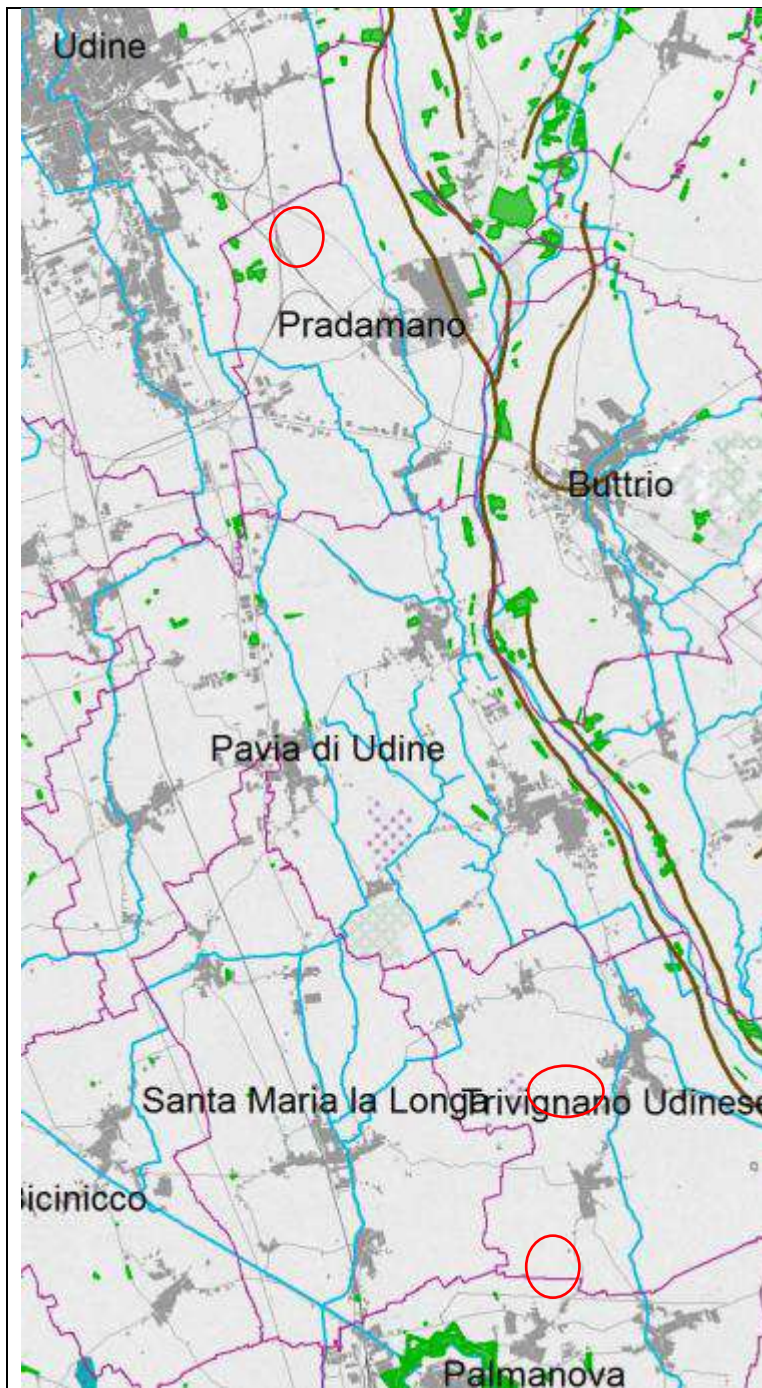 Udine
Pradamano
Buttrio
Pavia di Udine
Santa Maria la Longa
Trivignano Udinese
Bicinicco
Palmanova